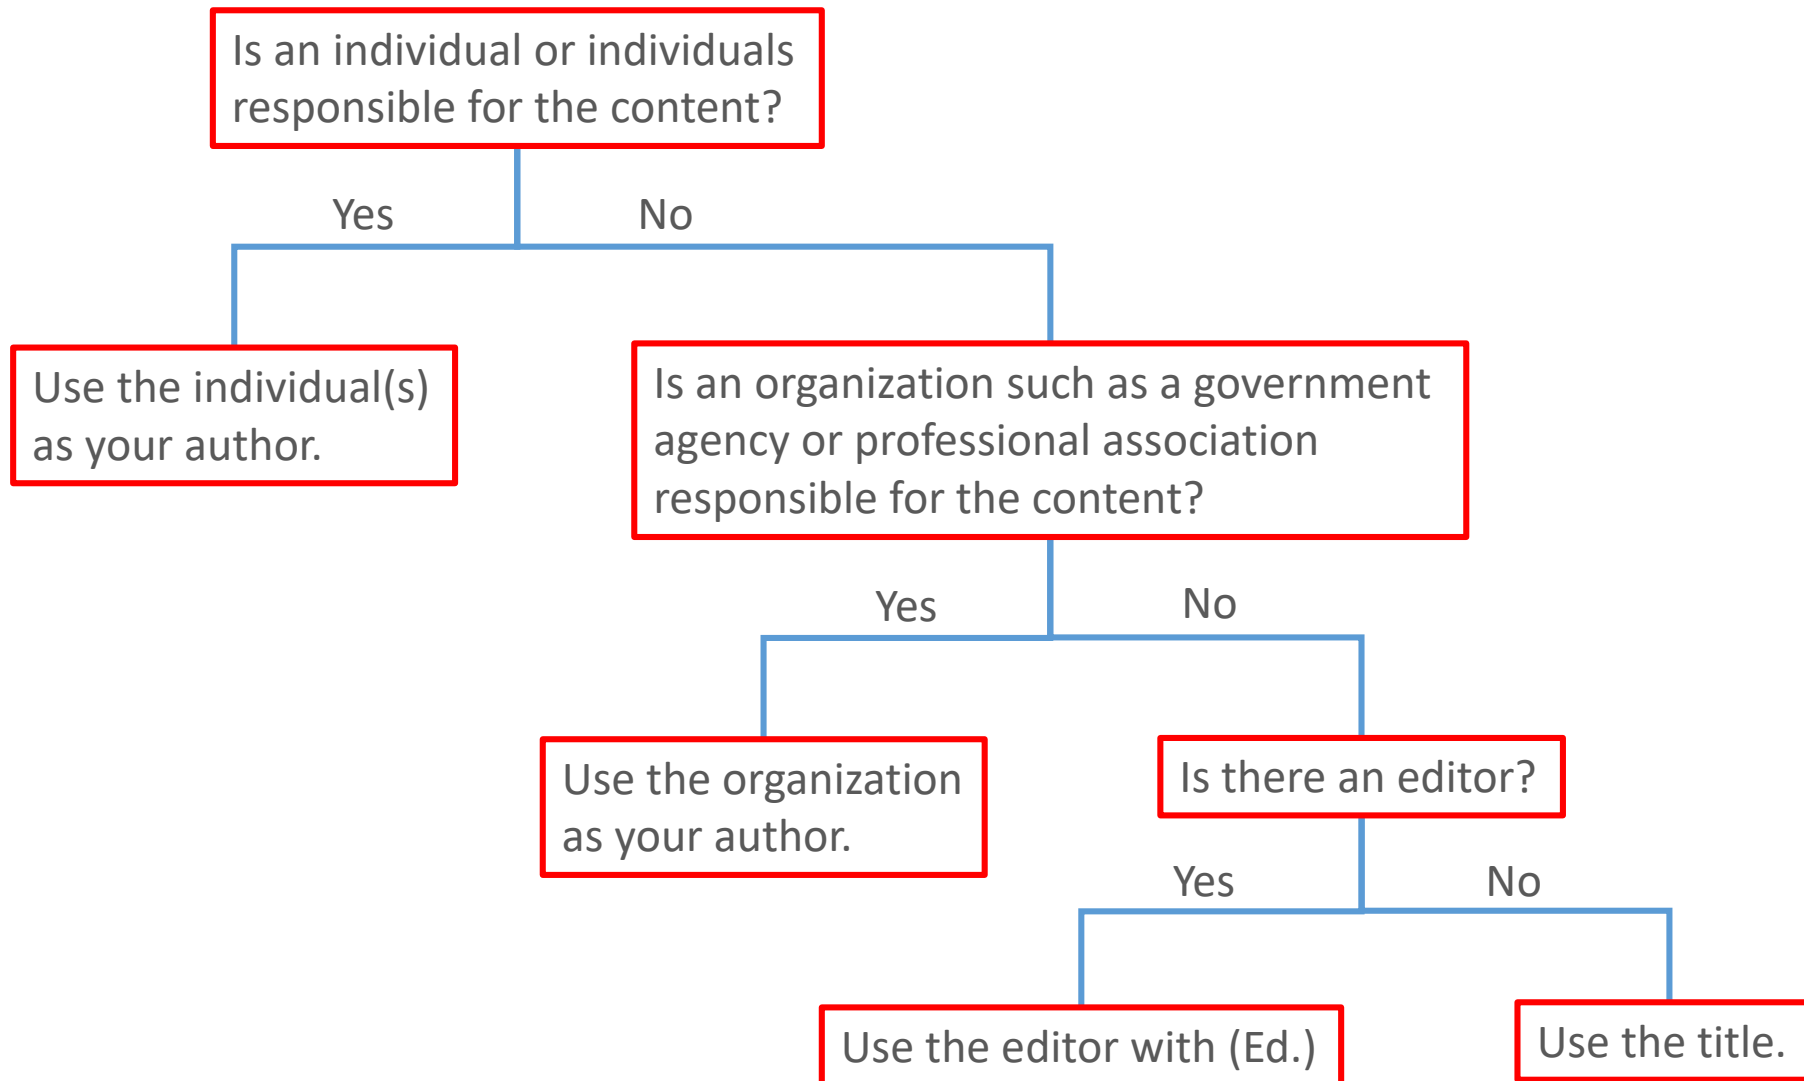 Is an individual or individuals
responsible for the content?
Yes
No
Use the individual(s)
as your author.
Is an organization such as a government
agency or professional association
responsible for the content?
Yes
No
Use the organization
as your author.
Is there an editor?
Yes
No
Use the editor with (Ed.)
Use the title.